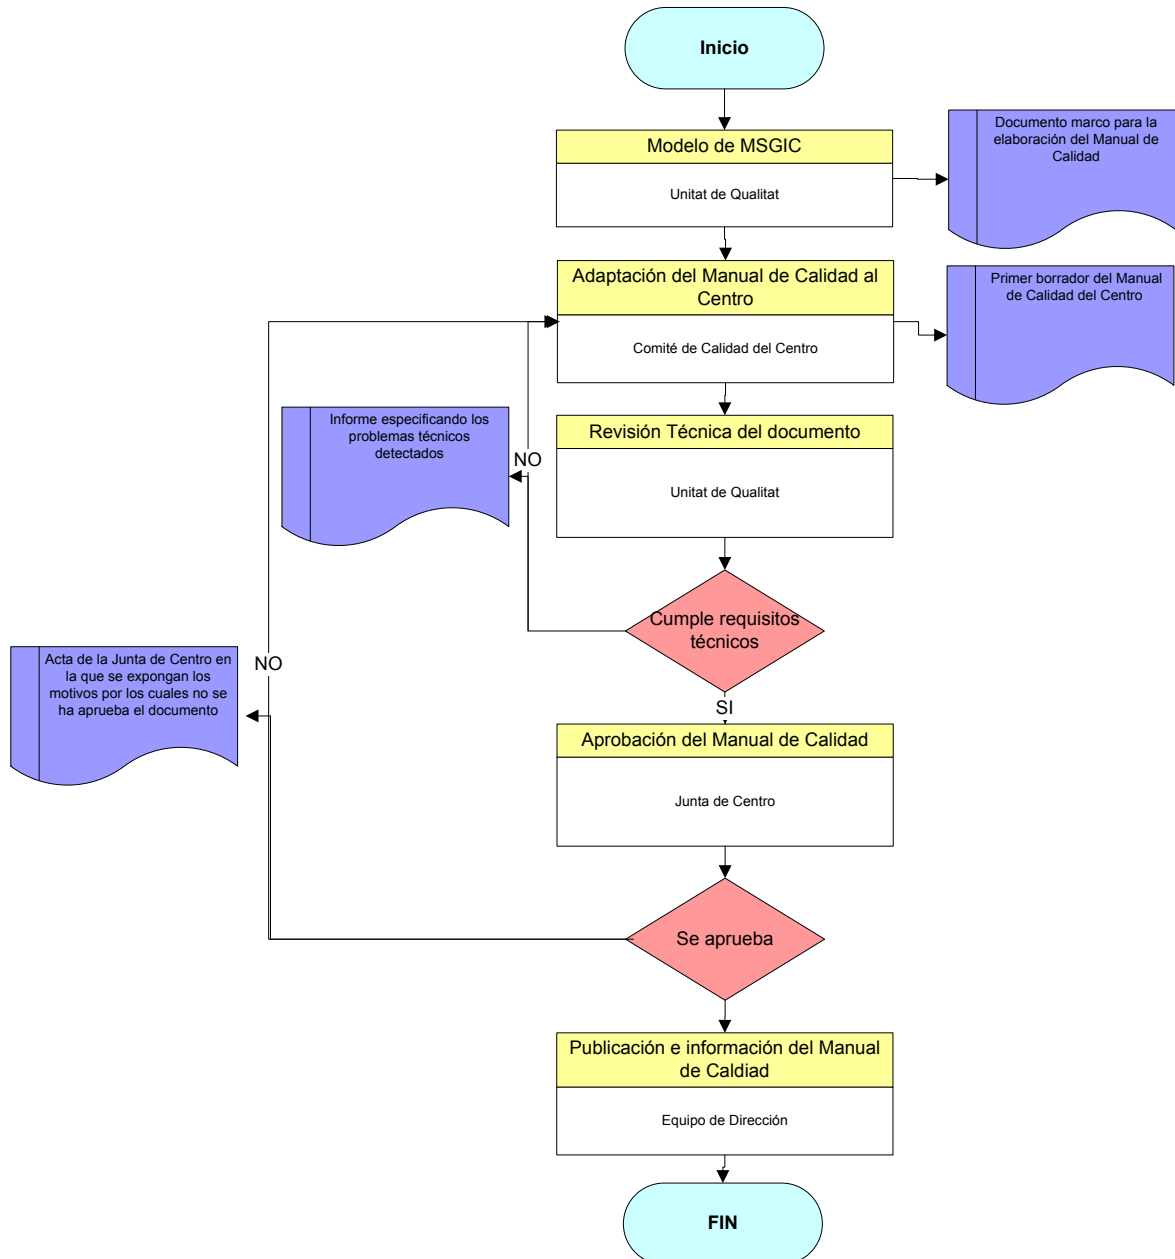 Inicio
Modelo de MSGIC
Unitat de Qualitat
Documento marco para la
elaboración del Manual de
Calidad
Adaptación del Manual de Calidad al
Centro
Comité de Calidad del Centro
Primer borrador del Manual
de Calidad del Centro
Revisión Técnica del documento
Unitat de Qualitat
Informe especificando los
problemas técnicos
detectados
NO
Cumple requisitos
técnicos
Acta de la Junta de Centro en
la que se expongan los
motivos por los cuales no se
ha aprueba el documento
NO
SI
Aprobación del Manual de Calidad
Junta de Centro
Se aprueba
Publicación e información del Manual
de Caldiad
Equipo de Dirección
FIN